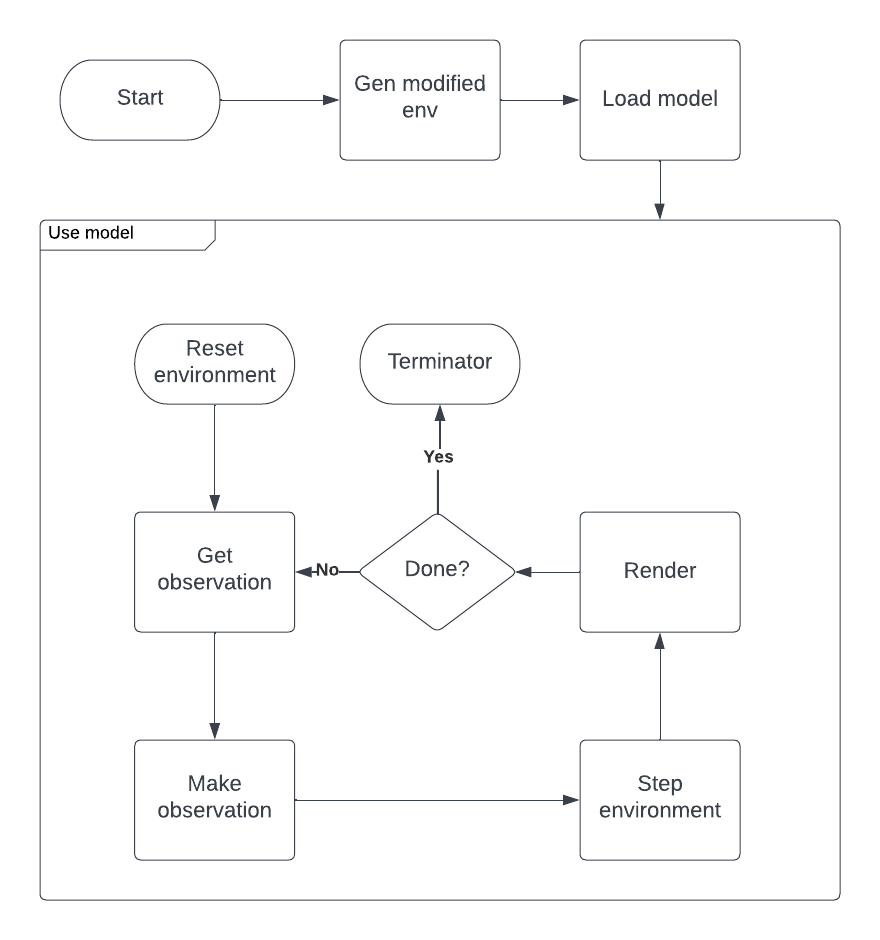 Start
Gen modified
env
Load model
Use model
Reset
environment
Terminator
Yes
Get
observation
No
Done?
Render
Make
observation
Step
environment